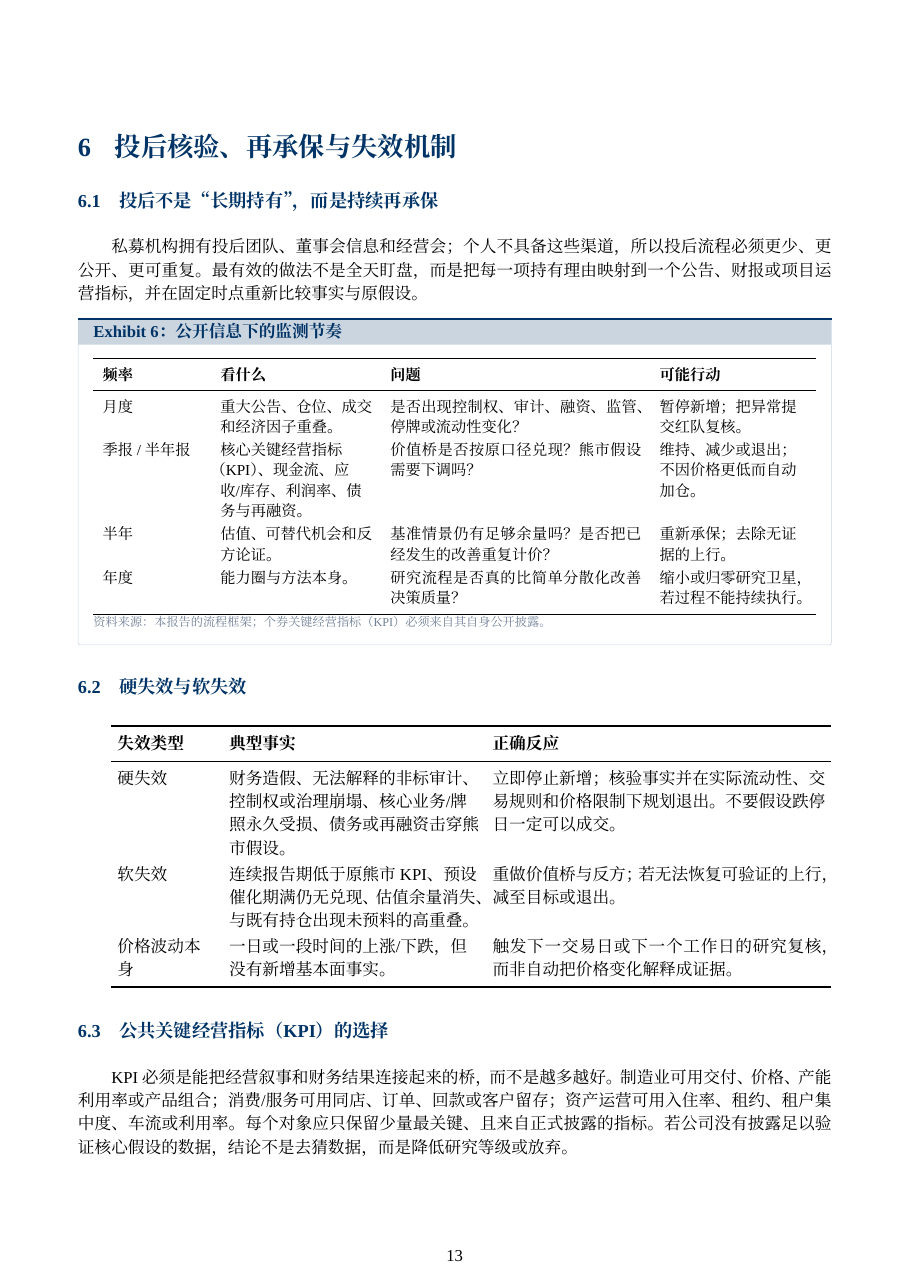 6 投后核验、再承保与失效机制
6.1 投后不是“长期持有”，而是持续再承保
私募机构拥有投后团队、董事会信息和经营会；个人不具备这些渠道，所以投后流程必须更少、更
公开、更可重复。最有效的做法不是全天盯盘，而是把每一项持有理由映射到一个公告、财报或项目运
营指标，并在固定时点重新比较事实与原假设。
Exhibit 6：公开信息下的监测节奏
频率 看什么 问题 可能行动
月度 重大公告、仓位、成交 是否出现控制权、审计、融资、监管、 暂停新增；把异常提
和经济因子重叠。 停牌或流动性变化？ 交红队复核。
季报 / 半年报 核心关键经营指标 价值桥是否按原口径兑现？熊市假设 维持、减少或退出；
（KPI）、现金流、应 需要下调吗？ 不因价格更低而自动
收/库存、利润率、债 加仓。
务与再融资。
半年 估值、可替代机会和反 基准情景仍有足够余量吗？是否把已 重新承保；去除无证
方论证。 经发生的改善重复计价？ 据的上行。
年度 能力圈与方法本身。 研究流程是否真的比简单分散化改善 缩小或归零研究卫星，
决策质量？ 若过程不能持续执行。
资料来源：本报告的流程框架；个券关键经营指标（KPI）必须来自其自身公开披露。
6.2 硬失效与软失效
失效类型 典型事实 正确反应
硬失效 财务造假、无法解释的非标审计、 立即停止新增；核验事实并在实际流动性、交
控制权或治理崩塌、核心业务/牌 易规则和价格限制下规划退出。不要假设跌停
照永久受损、债务或再融资击穿熊 日一定可以成交。
市假设。
软失效 连续报告期低于原熊市 KPI、预设 重做价值桥与反方；若无法恢复可验证的上行，
催化期满仍无兑现、估值余量消失、 减至目标或退出。
与既有持仓出现未预料的高重叠。
价格波动本 一日或一段时间的上涨/下跌，但 触发下一交易日或下一个工作日的研究复核，
身 没有新增基本面事实。 而非自动把价格变化解释成证据。
6.3 公共关键经营指标（KPI）的选择
KPI 必须是能把经营叙事和财务结果连接起来的桥，而不是越多越好。制造业可用交付、价格、产能
利用率或产品组合；消费/服务可用同店、订单、回款或客户留存；资产运营可用入住率、租约、租户集
中度、车流或利用率。每个对象应只保留少量最关键、且来自正式披露的指标。若公司没有披露足以验
证核心假设的数据，结论不是去猜数据，而是降低研究等级或放弃。
13